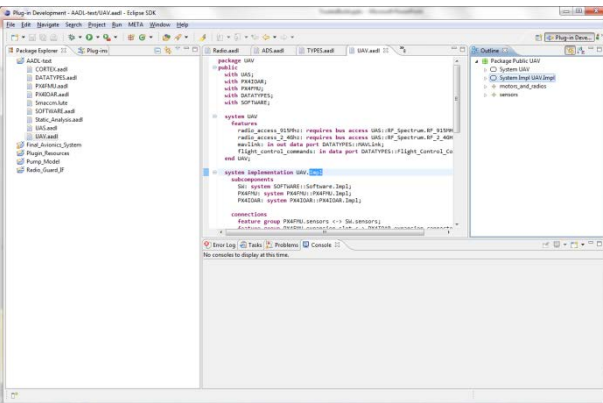 Plug-in Development - AADL-text/UAV.aadl - Eclipse SDK
File Edit Navigate Search Project Run META Window Help
Plug-in Deve...
Package Explorer Plug-ins
AADL-text
CORTEX.aadl
DATATYPES.aadl
PX4FMU.aadl
PX4IOAR.aadl
Smaccm.lute
SOFTWARE.aadl
Static_Analysis.aadl
UAS.aadl
UAV.aadl
Final_Avionics_System
Plugin_Resources
Pump_Model
Radio_Guard_IF
Radio.aadl ADS.aadl TYPES.aadl UAV.aadl
package UAV
public
with UAS;
with PX4IOAR;
with PX4FMU;
with DATATYPES;
with SOFTWARE;
system UAV
features
radio_access_915Mhz: requires bus access UAS::RF_Spectrum.RF_915MH
radio_access_2_4Ghz: requires bus access UAS::RF_Spectrum.RF_2_4GH
mavlink: in out data port DATATYPES::MAVLink;
flight_control_commands: in data port DATATYPES::Flight_Control_Co
end UAV;
system implementation UAV.Impl
subcomponents
SW: system SOFTWARE::Software.Impl;
PX4FMU: system PX4FMU::PX4FMU.Impl;
PX4IOAR: system PX4IOAR::PX4IOAR.Impl;
connections
feature group PX4FMU.sensors <-> SW.sensors;
Outline
Package Public UAV
System UAV
System Impl UAV.Impl
motors_and_radios
sensors
Error Log Tasks Problems Console
No consoles to display at this time.